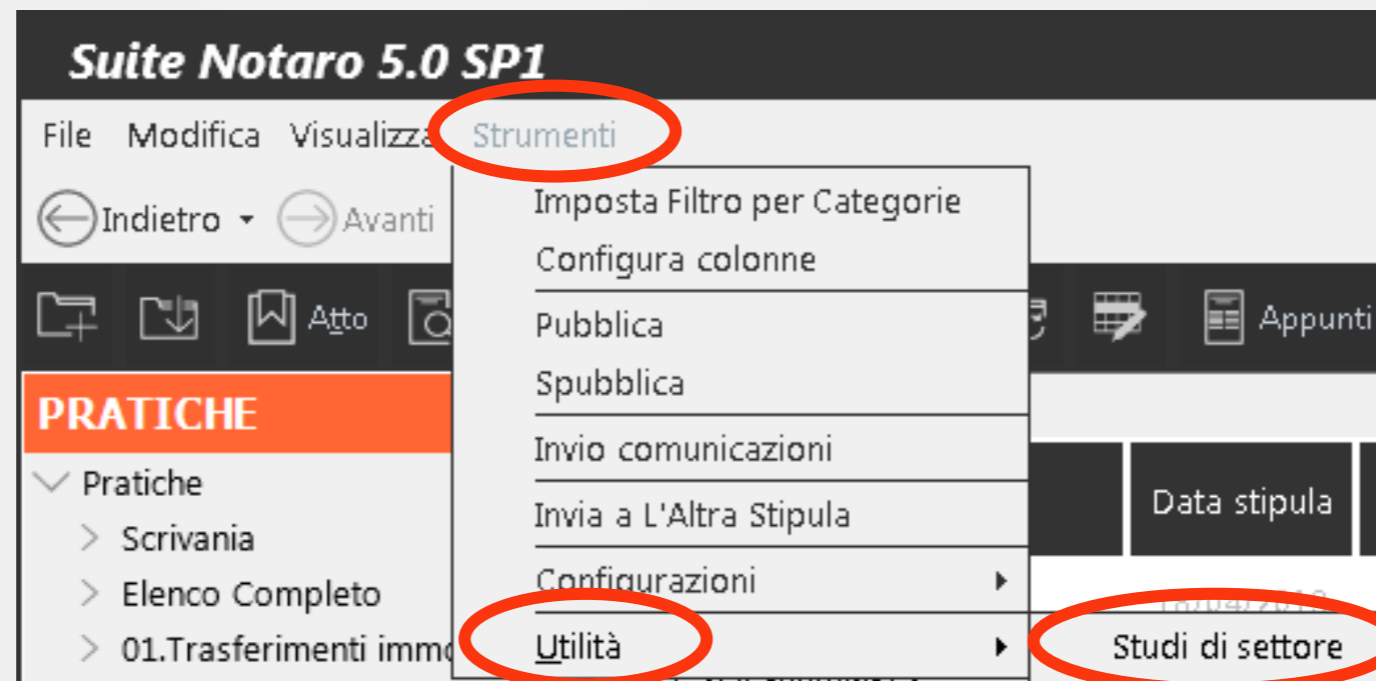 Suite Notaro 5.0 SP1
File Modifica Visualizza Strumenti
Indietro Avanti
Imposta Filtro per Categorie
Configura colonne
Atto
Appunti
Pubblica
Spubblica
PRATICHE
Invio comunicazioni
Pratiche
Invia a L'Altra Stipula
Data stipula
Scrivania
Elenco Completo
Configurazioni
01.Trasferimenti immo
Utilità
Studi di settore